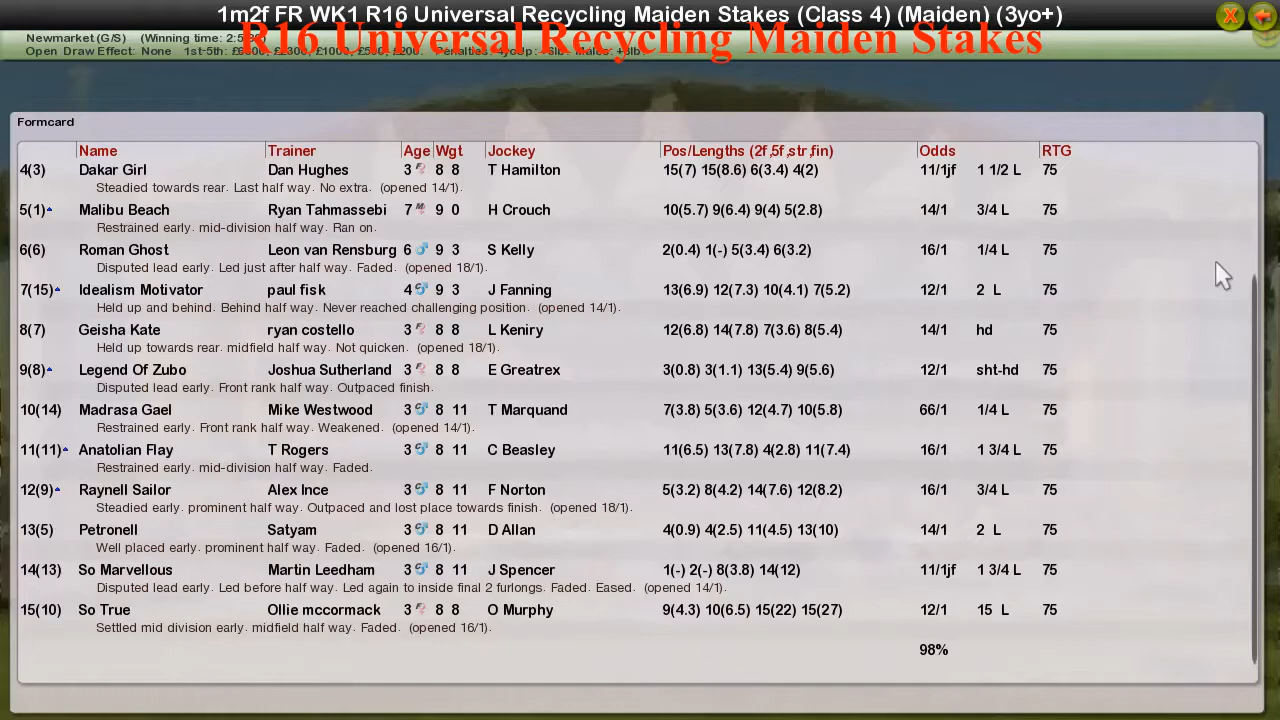 1m2f FR WK1 R16 Universal Recycling Maiden Stakes (Class 4) (Maiden) (3yo+)
R16 Universal Recycling Maiden Stakes
Newmarket (G/S) (Winning time:
Open Draw Effect: None 1st-5th:
Formcard
Name Trainer Age Wgt Jockey Pos/Lengths (2f,5f,str,fin) Odds RTG
4(3) Dakar Girl Dan Hughes 3 8 8 T Hamilton 15(7) 15(8.6) 6(3.4) 4(2) 11/1jf 1 1/2 L 75
Steadied towards rear. Last half way. No extra. (opened 14/1).
5(1) Malibu Beach Ryan Tahmassebi 7 9 0 H Crouch 10(5.7) 9(6.4) 9(4) 5(2.8) 14/1 3/4 L 75
Restrained early. mid-division half way. Ran on.
6(6) Roman Ghost Leon van Rensburg 6 9 3 S Kelly 2(0.4) 1(-) 5(3.4) 6(3.2) 16/1 1/4 L 75
Disputed lead early. Led just after half way. Faded. (opened 18/1).
7(15) Idealism Motivator paul fisk 4 9 3 J Fanning 13(6.9) 12(7.3) 10(4.1) 7(5.2) 12/1 2 L 75
Held up and behind. Behind half way. Never reached challenging position. (opened 14/1).
8(7) Geisha Kate ryan costello 3 8 8 L Keniry 12(6.8) 14(7.8) 7(3.6) 8(5.4) 14/1 hd 75
Held up towards rear. midfield half way. Not quicken. (opened 18/1).
9(8) Legend Of Zubo Joshua Sutherland 3 8 8 E Greatrex 3(0.8) 3(1.1) 13(5.4) 9(5.6) 12/1 sht-hd 75
Disputed lead early. Front rank half way. Outpaced finish.
10(14) Madrasa Gael Mike Westwood 3 8 11 T Marquand 7(3.8) 5(3.6) 12(4.7) 10(5.8) 66/1 1/4 L 75
Restrained early. Front rank half way. Weakened. (opened 14/1).
11(11) Anatolian Flay T Rogers 3 8 11 C Beasley 11(6.5) 13(7.8) 4(2.8) 11(7.4) 16/1 1 3/4 L 75
Restrained early. mid-division half way. Faded.
12(9) Raynell Sailor Alex Ince 3 8 11 F Norton 5(3.2) 8(4.2) 14(7.6) 12(8.2) 16/1 3/4 L 75
Steadied early. prominent half way. Outpaced and lost place towards finish. (opened 18/1).
13(5) Petronell Satyam 3 8 11 D Allan 4(0.9) 4(2.5) 11(4.5) 13(10) 14/1 2 L 75
Well placed early. prominent half way. Faded. (opened 16/1).
14(13) So Marvellous Martin Leedham 3 8 11 J Spencer 1(-) 2(-) 8(3.8) 14(12) 11/1jf 1 3/4 L 75
Disputed lead early. Led before half way. Led again to inside final 2 furlongs. Faded. Eased. (opened 14/1).
15(10) So True Ollie mccormack 3 8 8 O Murphy 9(4.3) 10(6.5) 15(22) 15(27) 12/1 15 L 75
Settled mid division early. midfield half way. Faded. (opened 16/1).
98%